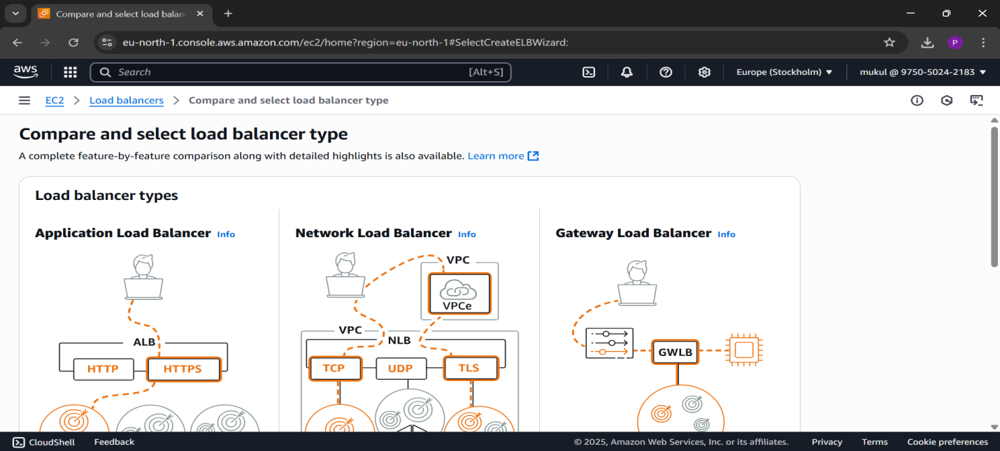 Compare and select load balan
eu-north-1.console.aws.amazon.com/ec2/home?region=eu-north-1#SelectCreateELBWizard:
P
aws
Search
[Alt+S]
Europe (Stockholm)
mukul @ 9750-5024-2183
EC2
Load balancers
Compare and select load balancer type
Compare and select load balancer type
A complete feature-by-feature comparison along with detailed highlights is also available. Learn more
Load balancer types
Application Load Balancer Info
ALB
HTTP
HTTPS
Network Load Balancer Info
VPC
VPCe
VPC
NLB
TCP
UDP
TLS
Gateway Load Balancer Info
GWLB
CloudShell
Feedback
© 2025, Amazon Web Services, Inc. or its affiliates.
Privacy
Terms
Cookie preferences